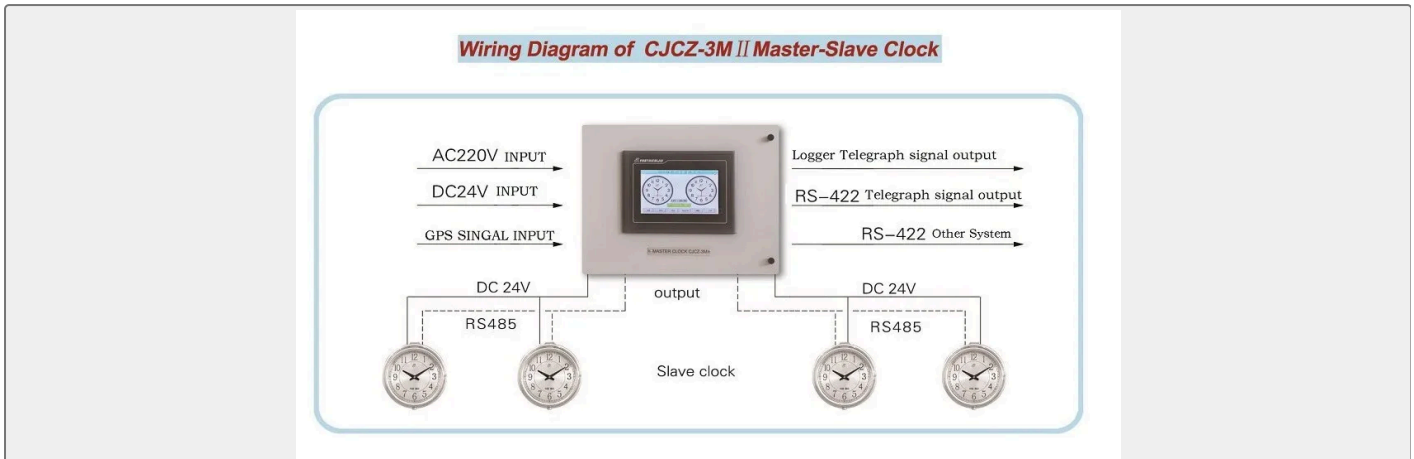 Wiring Diagram of CJCZ-3M II Master-Slave Clock
AC220V INPUT
DC24V INPUT
GPS SINGAL INPUT
Logger Telegraph signal output
RS-422 Telegraph signal output
RS-422 Other System
DC 24V
output
DC 24V
RS485
RS485
Slave clock